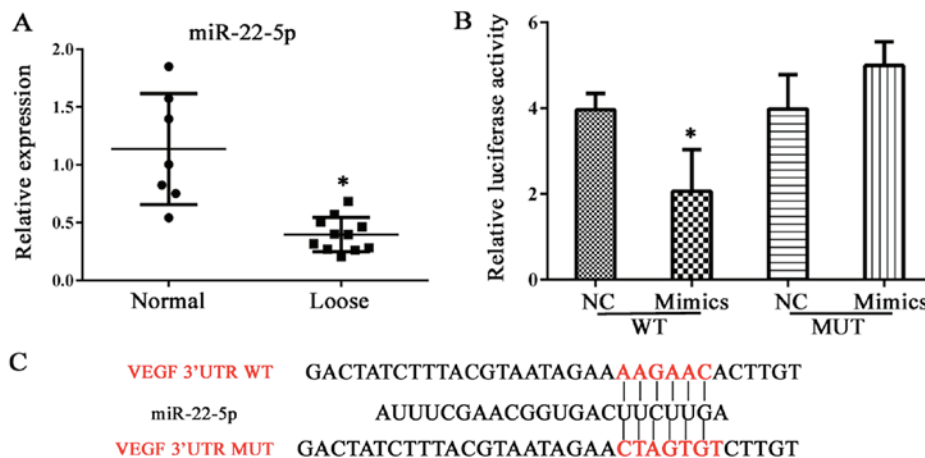 A
miR-22-5p
Relative expression
2.0
1.5
1.0
0.5
0.0
*
Normal
Loose
B
Relative luciferase activity
6
4
2
0
*
NC
Mimics
NC
Mimics
WT
MUT
C
VEGF 3'UTR WT GACTATCTTTACGTAATAGAAAAGAACACTTGT
miR-22-5p AUUUCGAACGGUGACUUCUUGA
VEGF 3'UTR MUT GACTATCTTTACGTAATAGAACTAGTGTCTTGT